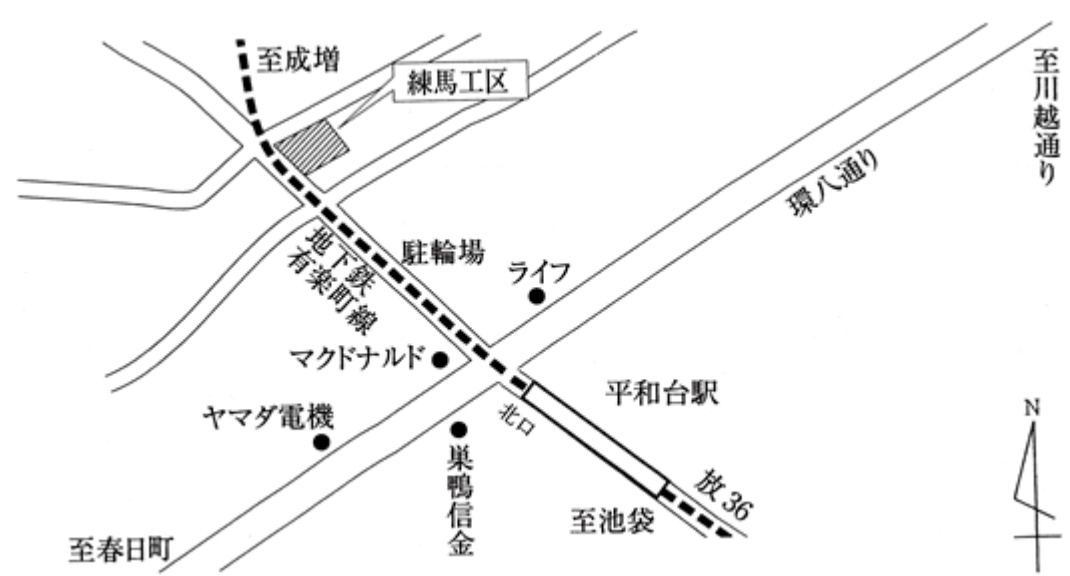 至成増
練馬工区
至川越通り
環八通り
駐輪場
地下鉄
有楽町線
ライフ
マクドナルド
平和台駅
ヤマダ電機
北口
巣鴨信金
放36
至池袋
至春日町
N